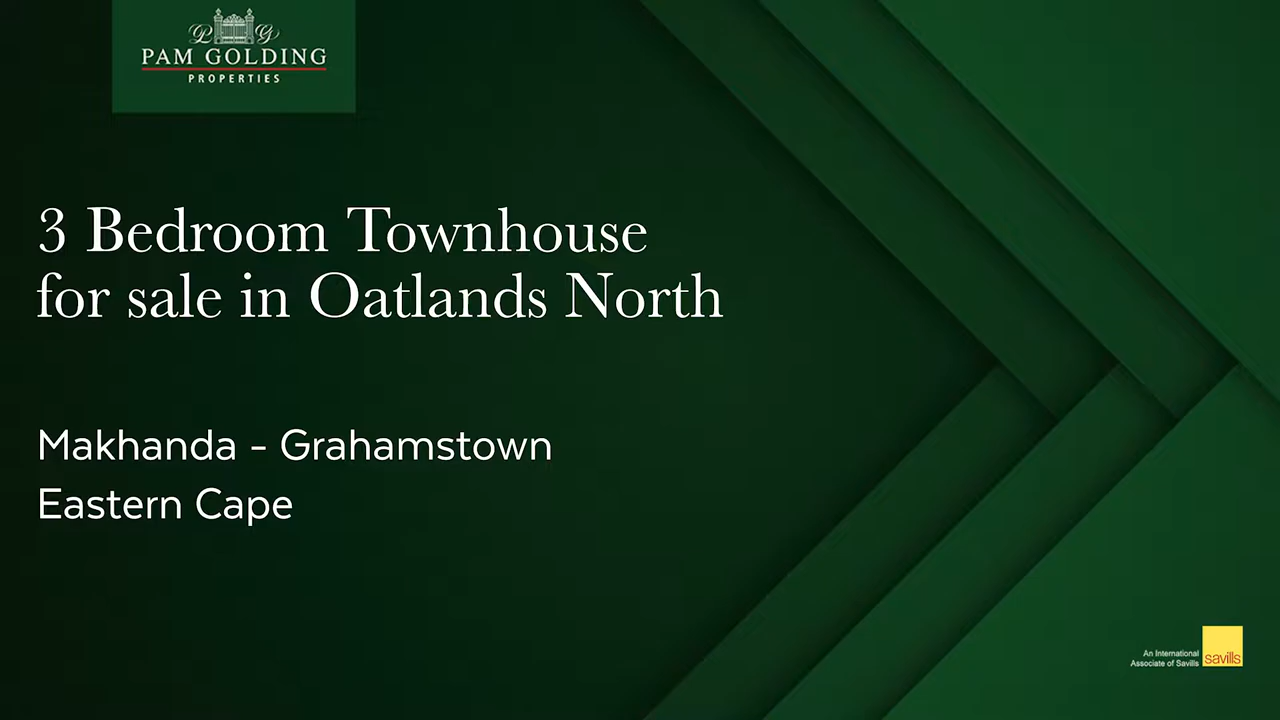 P G
PAM GOLDING
PROPERTIES
3 Bedroom Townhouse
for sale in Oatlands North
Makhanda - Grahamstown
Eastern Cape
An International
Associate of Savills
savills